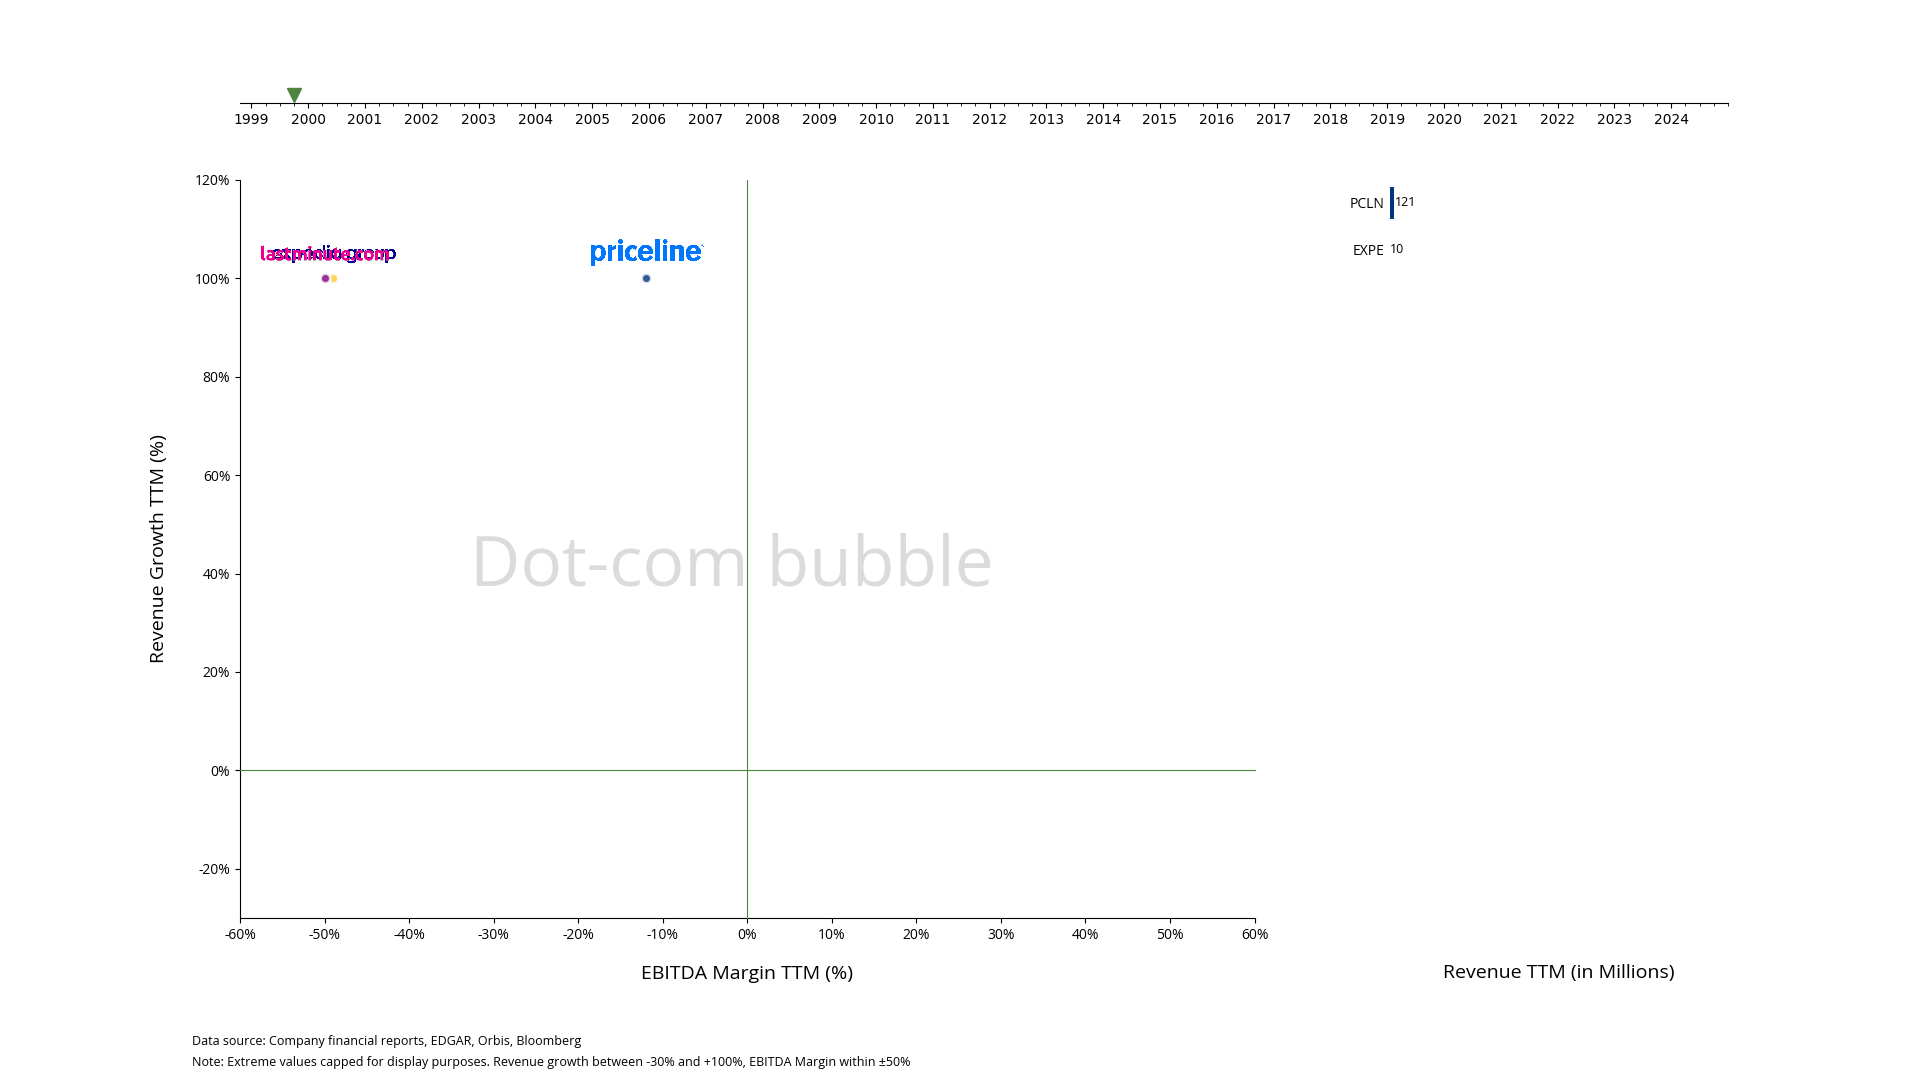 1999 2000 2001 2002 2003 2004 2005 2006 2007 2008 2009 2010 2011 2012 2013 2014 2015 2016 2017 2018 2019 2020 2021 2022 2023 2024
120%
100%
80%
60%
40%
20%
0%
-20%
Revenue Growth TTM (%)
lastminute.com
expedia group
priceline
Dot-com bubble
-60% -50% -40% -30% -20% -10% 0% 10% 20% 30% 40% 50% 60%
EBITDA Margin TTM (%)
PCLN 121
EXPE 10
Revenue TTM (in Millions)
Data source: Company financial reports, EDGAR, Orbis, Bloomberg
Note: Extreme values capped for display purposes. Revenue growth between -30% and +100%, EBITDA Margin within ±50%